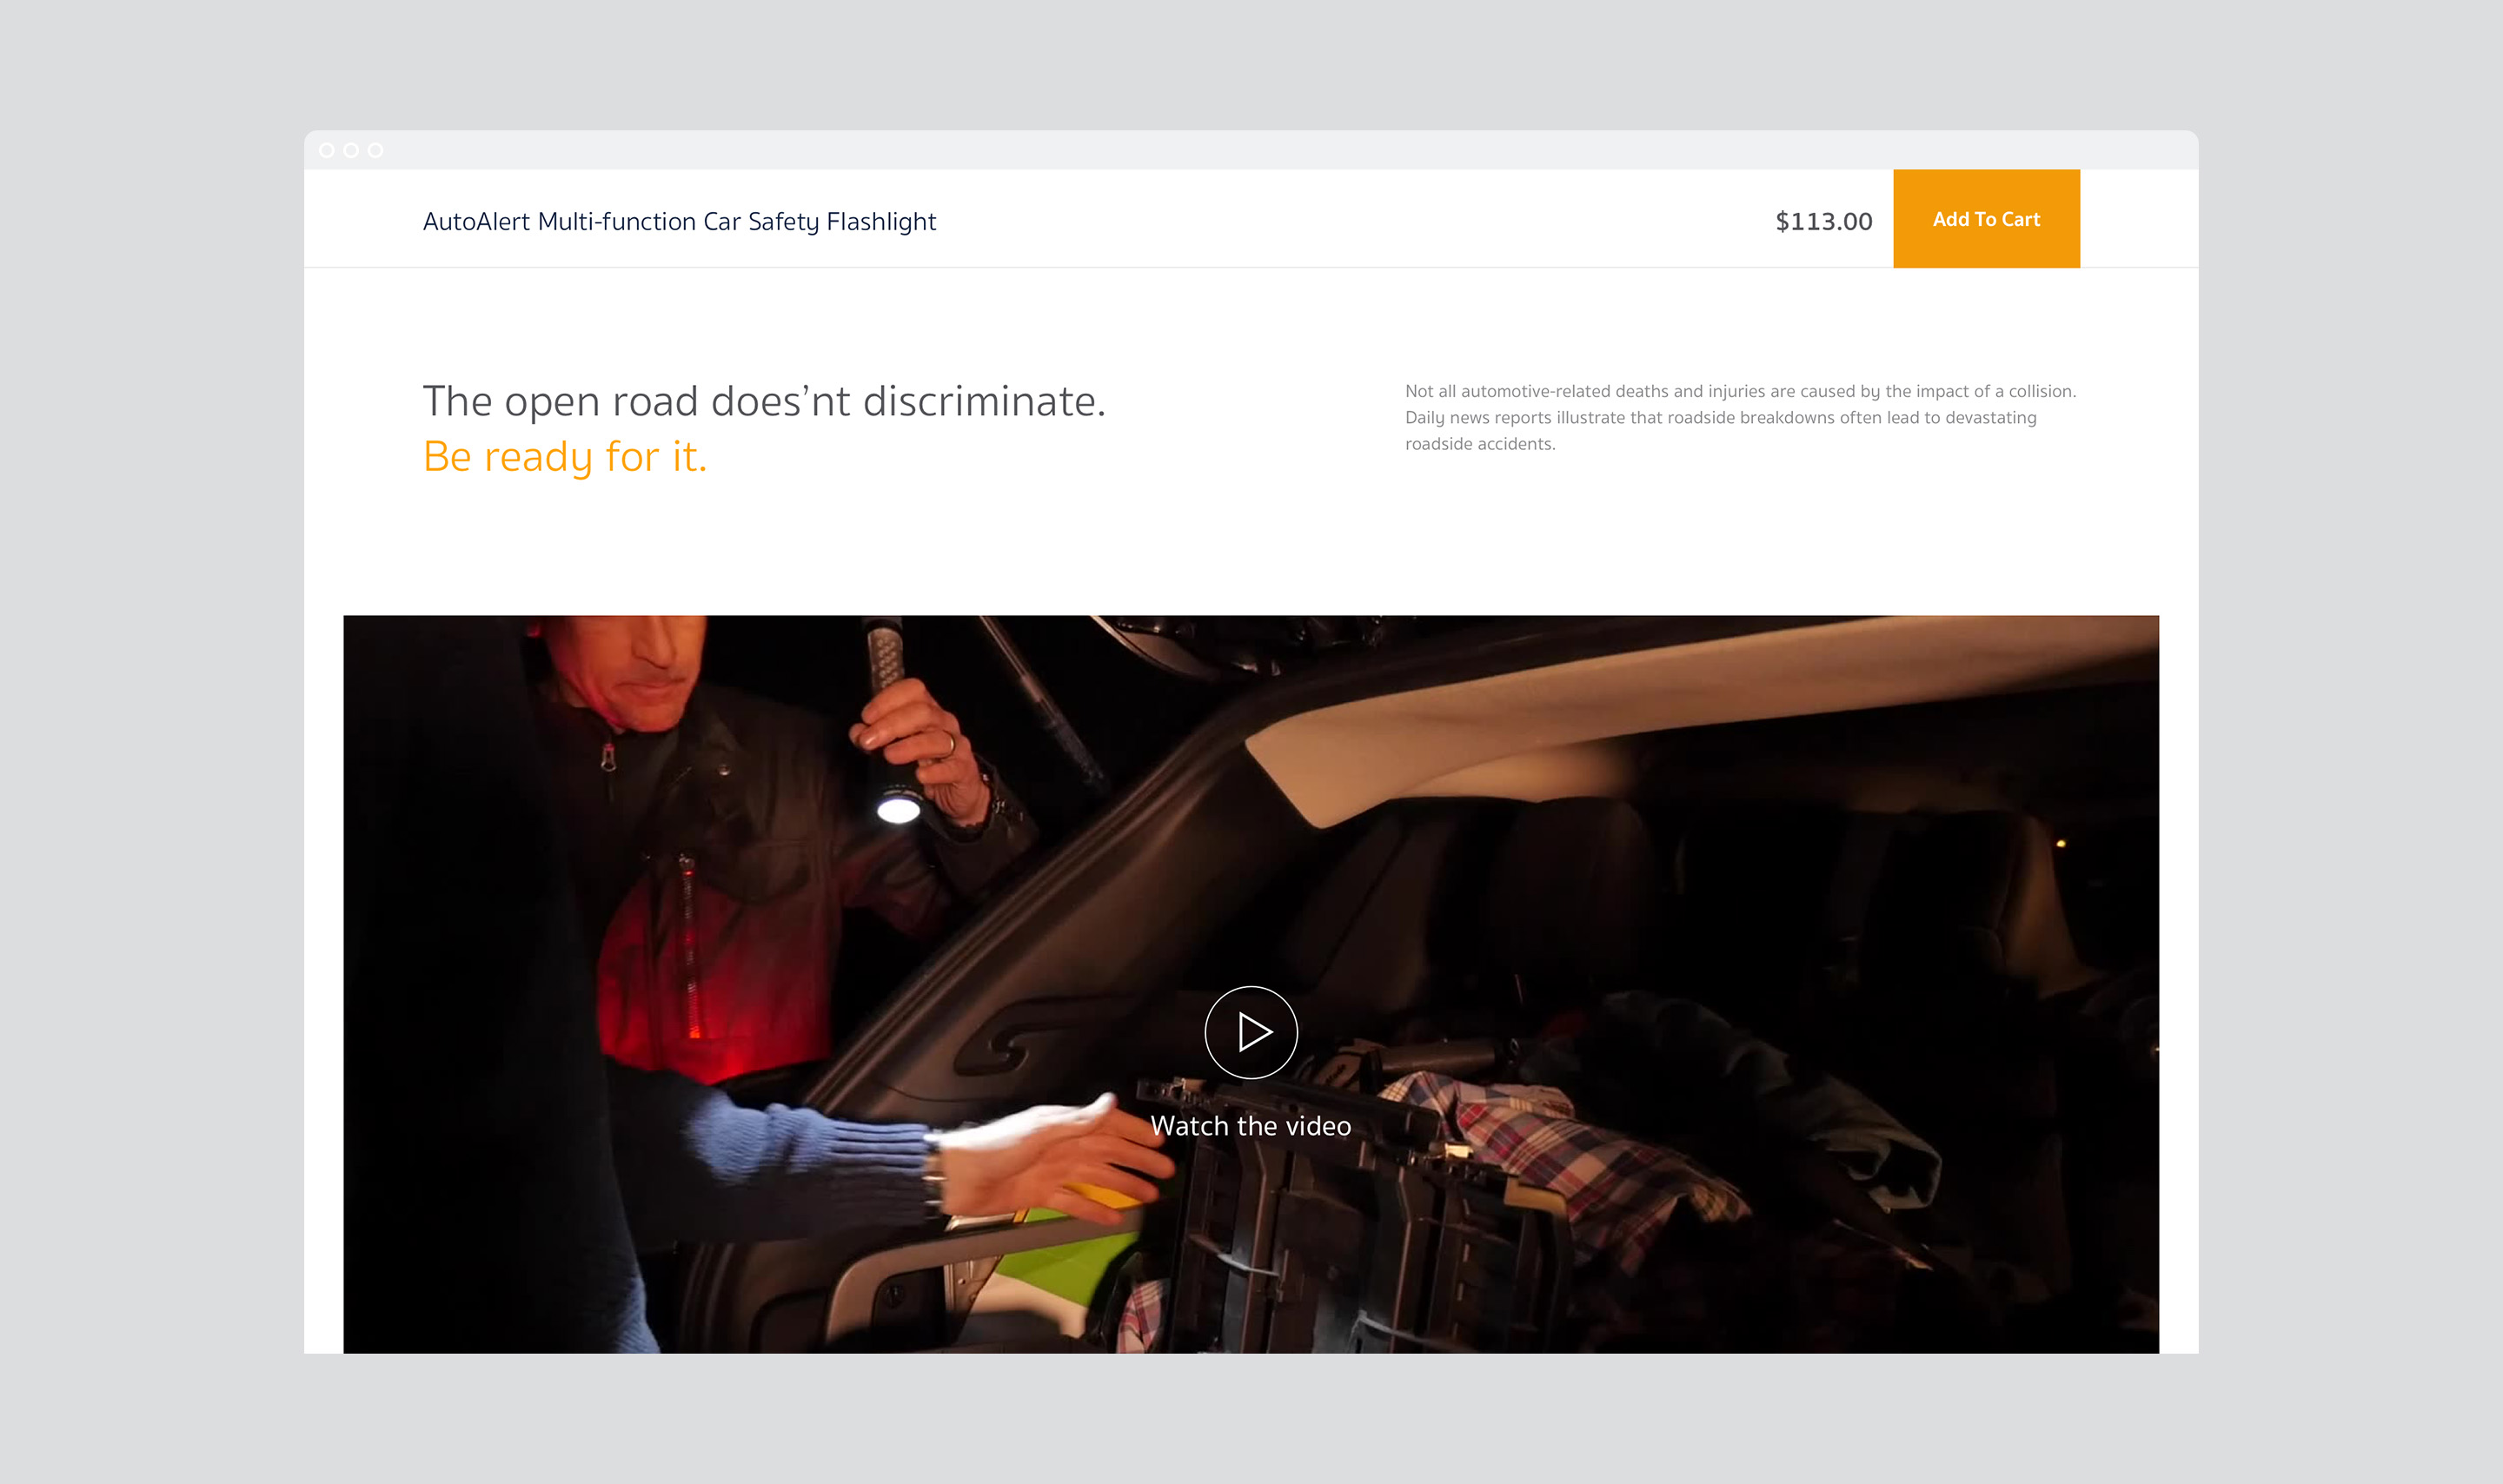 AutoAlert Multi-function Car Safety Flashlight
$113.00
Add To Cart
The open road does’nt discriminate.
Be ready for it.
Not all automotive-related deaths and injuries are caused by the impact of a collision.
Daily news reports illustrate that roadside breakdowns often lead to devastating
roadside accidents.
Watch the video